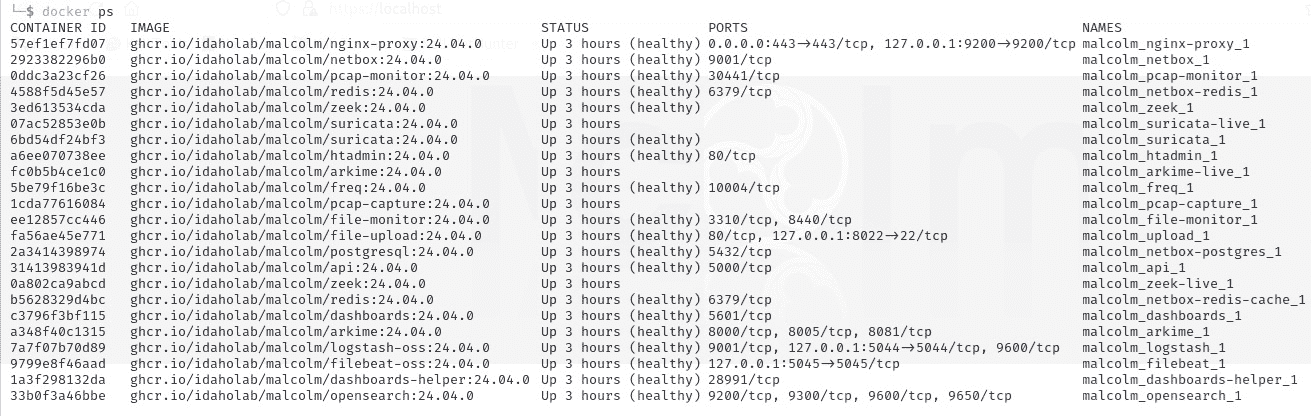 └─$ docker ps
CONTAINER ID IMAGE STATUS PORTS NAMES
57ef1ef7fd07 ghcr.io/idaholab/malcolm/nginx-proxy:24.04.0 Up 3 hours (healthy) 0.0.0.0:443→443/tcp, 127.0.0.1:9200→9200/tcp malcolm_nginx-proxy_1
2923382296b0 ghcr.io/idaholab/malcolm/netbox:24.04.0 Up 3 hours (healthy) 9001/tcp malcolm_netbox_1
0ddc3a23cf26 ghcr.io/idaholab/malcolm/pcap-monitor:24.04.0 Up 3 hours (healthy) 30441/tcp malcolm_pcap-monitor_1
4588f5d45e57 ghcr.io/idaholab/malcolm/redis:24.04.0 Up 3 hours (healthy) 6379/tcp malcolm_netbox-redis_1
3ed613534cda ghcr.io/idaholab/malcolm/zeek:24.04.0 Up 3 hours (healthy) malcolm_zeek_1
07ac52853e0b ghcr.io/idaholab/malcolm/suricata:24.04.0 Up 3 hours malcolm_suricata-live_1
6bd54df24bf3 ghcr.io/idaholab/malcolm/suricata:24.04.0 Up 3 hours (healthy) malcolm_suricata_1
a6ee070738ee ghcr.io/idaholab/malcolm/htadmin:24.04.0 Up 3 hours (healthy) 80/tcp malcolm_htadmin_1
fc0b5b4ce1c0 ghcr.io/idaholab/malcolm/arkime:24.04.0 Up 3 hours malcolm_arkime-live_1
5be79f16be3c ghcr.io/idaholab/malcolm/freq:24.04.0 Up 3 hours (healthy) 10004/tcp malcolm_freq_1
1cda77616084 ghcr.io/idaholab/malcolm/pcap-capture:24.04.0 Up 3 hours malcolm_pcap-capture_1
ee12857cc446 ghcr.io/idaholab/malcolm/file-monitor:24.04.0 Up 3 hours (healthy) 3310/tcp, 8440/tcp malcolm_file-monitor_1
fa56ae45e771 ghcr.io/idaholab/malcolm/file-upload:24.04.0 Up 3 hours (healthy) 80/tcp, 127.0.0.1:8022→22/tcp malcolm_upload_1
2a3414398974 ghcr.io/idaholab/malcolm/postgresql:24.04.0 Up 3 hours (healthy) 5432/tcp malcolm_netbox-postgres_1
31413983941d ghcr.io/idaholab/malcolm/api:24.04.0 Up 3 hours (healthy) 5000/tcp malcolm_api_1
0a802ca9abcd ghcr.io/idaholab/malcolm/zeek:24.04.0 Up 3 hours malcolm_zeek-live_1
b5628329d4bc ghcr.io/idaholab/malcolm/redis:24.04.0 Up 3 hours (healthy) 6379/tcp malcolm_netbox-redis-cache_1
c3796f3bf115 ghcr.io/idaholab/malcolm/dashboards:24.04.0 Up 3 hours (healthy) 5601/tcp malcolm_dashboards_1
a348f40c1315 ghcr.io/idaholab/malcolm/arkime:24.04.0 Up 3 hours (healthy) 8000/tcp, 8005/tcp, 8081/tcp malcolm_arkime_1
7a7f07b70d89 ghcr.io/idaholab/malcolm/logstash-oss:24.04.0 Up 3 hours (healthy) 9001/tcp, 127.0.0.1:5044→5044/tcp, 9600/tcp malcolm_logstash_1
9799e8f46aad ghcr.io/idaholab/malcolm/filebeat-oss:24.04.0 Up 3 hours (healthy) 127.0.0.1:5045→5045/tcp malcolm_filebeat_1
1a3f298132da ghcr.io/idaholab/malcolm/dashboards-helper:24.04.0 Up 3 hours (healthy) 28991/tcp malcolm_dashboards-helper_1
33b0f3a46bbe ghcr.io/idaholab/malcolm/opensearch:24.04.0 Up 3 hours (healthy) 9200/tcp, 9300/tcp, 9600/tcp, 9650/tcp malcolm_opensearch_1